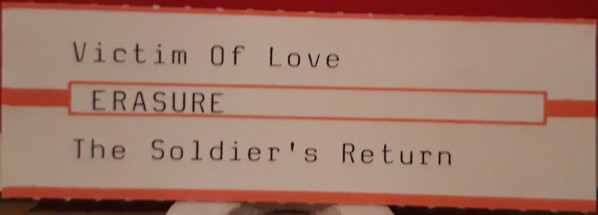 Victim Of Love
ERASURE
The Soldier's Return